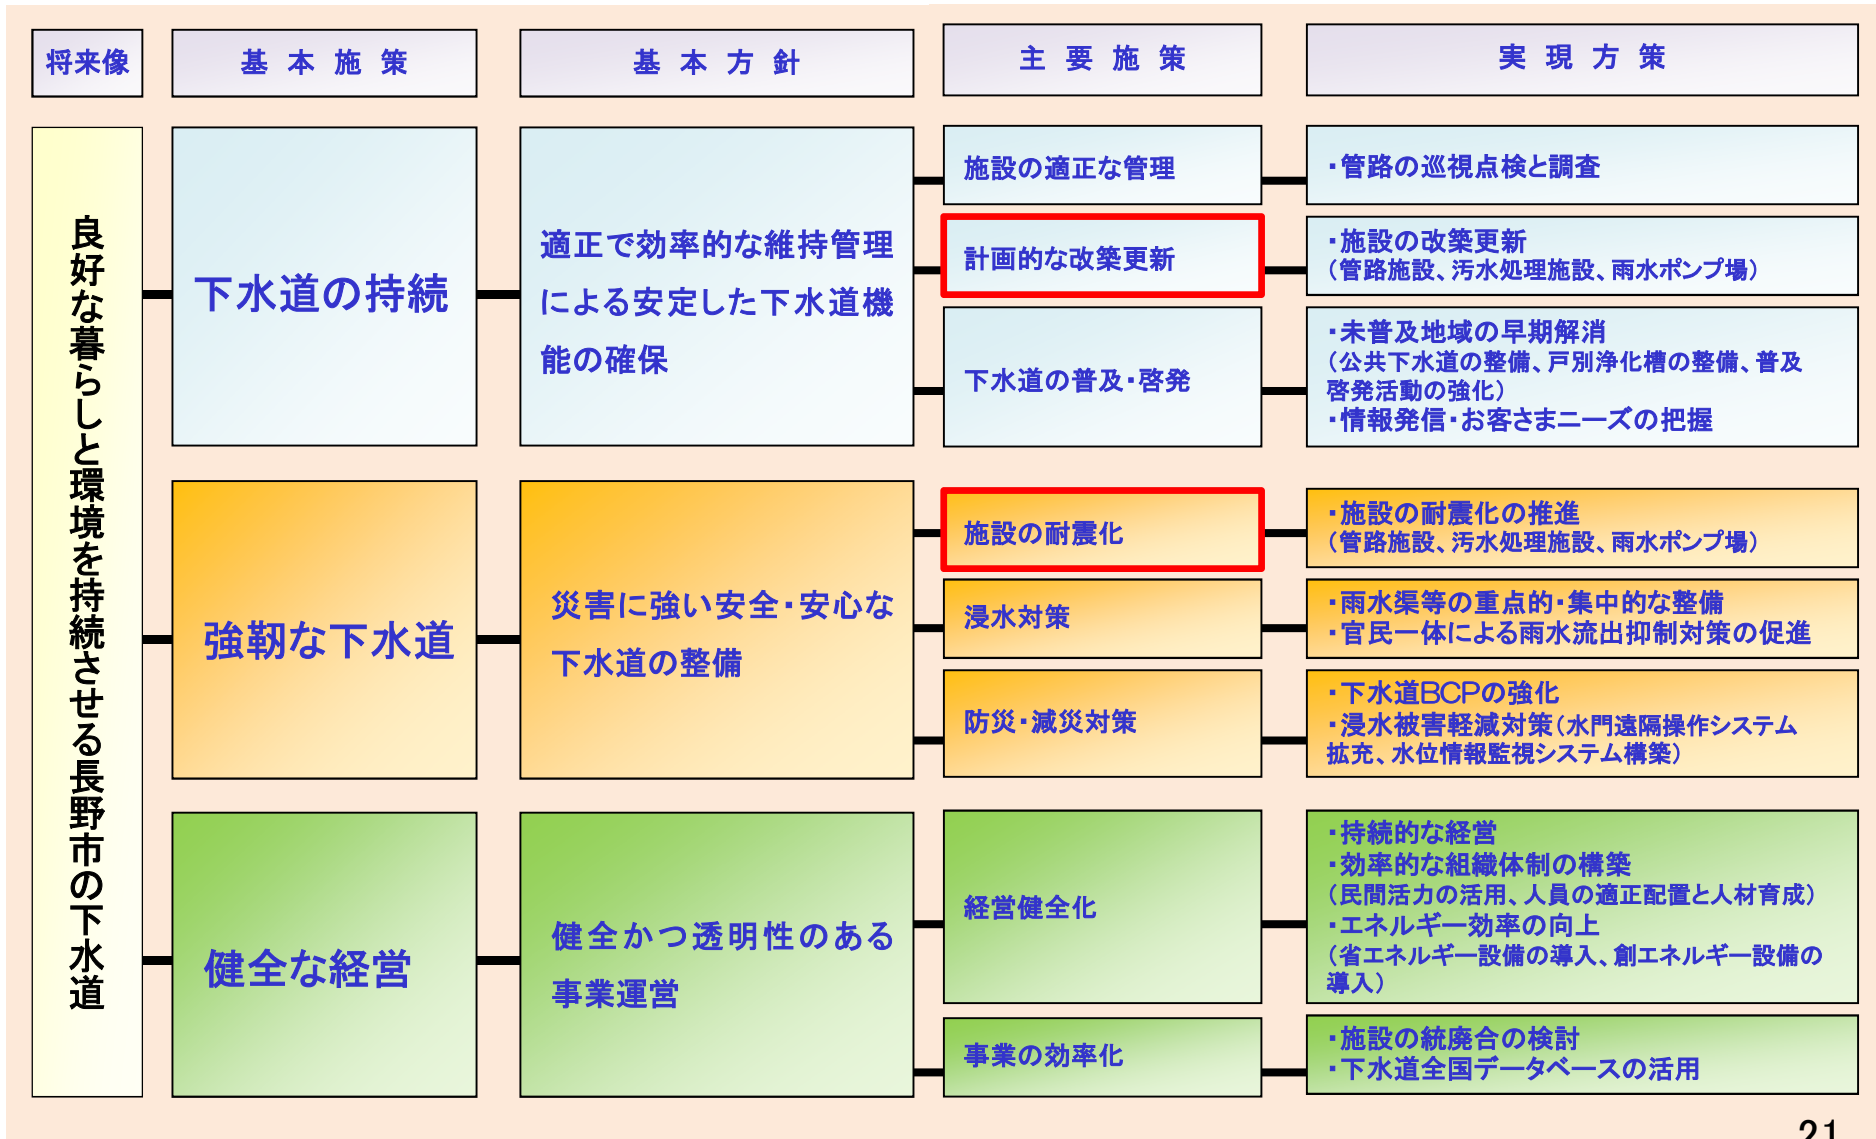 将来像
基本施策
基本方針
主要施策
実現方策
良好な暮らしと環境を持続させる長野市の下水道
下水道の持続
適正で効率的な維持管理
による安定した下水道機
能の確保
施設の適正な管理
・管路の巡視点検と調査
計画的な改築更新
・施設の改築更新
（管路施設、汚水処理施設、雨水ポンプ場）
下水道の普及・啓発
・未普及地域の早期解消
（公共下水道の整備、戸別浄化槽の整備、普及
啓発活動の強化）
・情報発信・お客さまニーズの把握
強靭な下水道
災害に強い安全・安心な
下水道の整備
施設の耐震化
・施設の耐震化の推進
（管路施設、汚水処理施設、雨水ポンプ場）
浸水対策
・雨水渠等の重点的・集中的な整備
・官民一体による雨水流出抑制対策の促進
防災・減災対策
・下水道BCPの強化
・浸水被害軽減対策（水門遠隔操作システム
拡充、水位情報監視システム構築）
健全な経営
健全かつ透明性のある
事業運営
経営健全化
・持続的な経営
・効率的な組織体制の構築
（民間活力の活用、人員の適正配置と人材育成）
・エネルギー効率の向上
（省エネルギー設備の導入、創エネルギー設備の
導入）
事業の効率化
・施設の統廃合の検討
・下水道全国データベースの活用
21